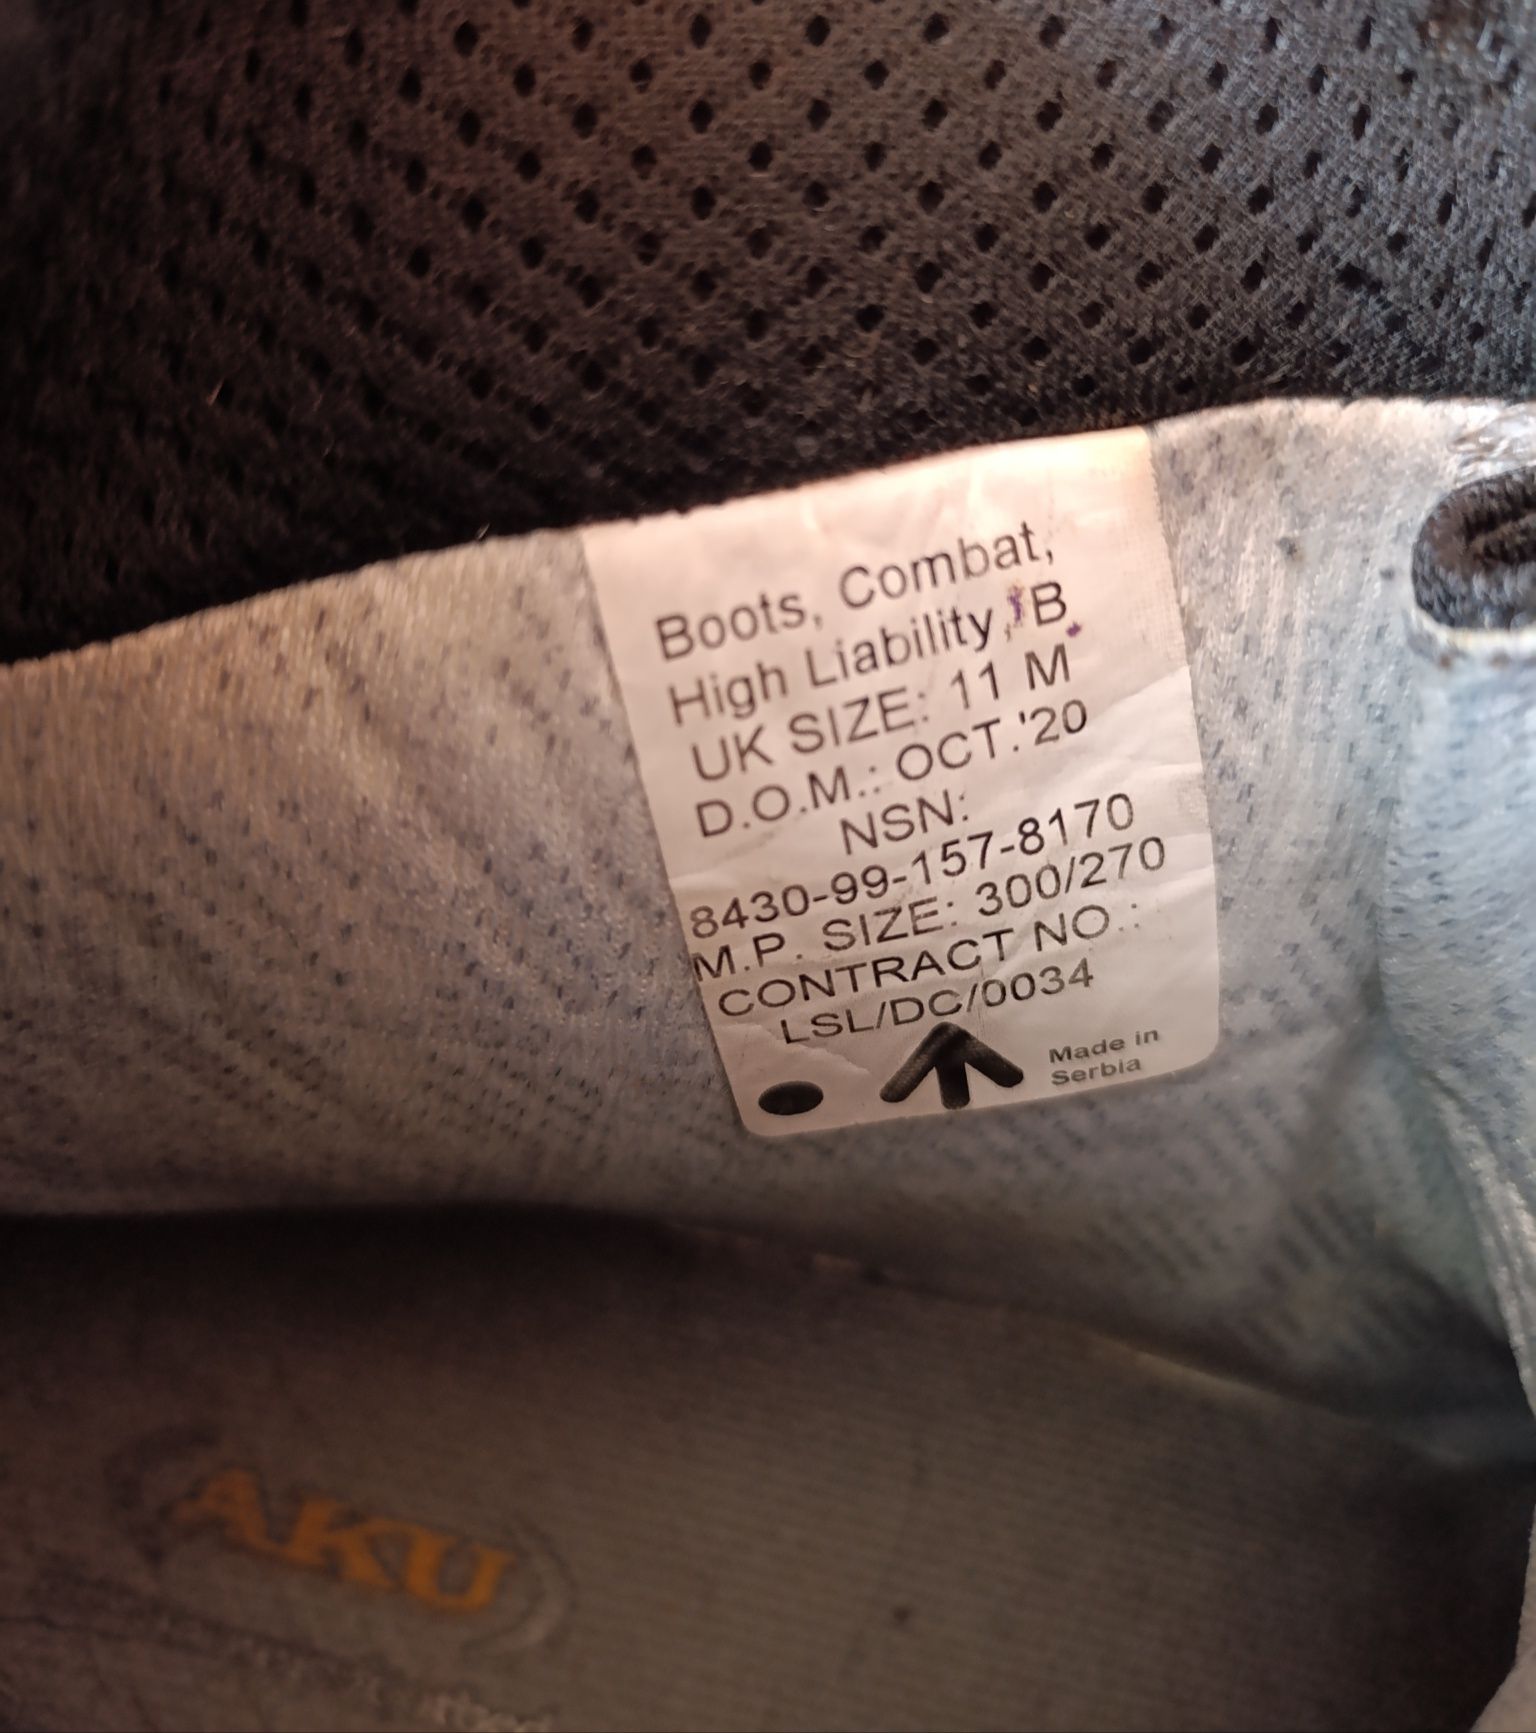 Boots, Combat,
High Liability, B
UK SIZE: 11 M
D.O.M.: OCT.'20
NSN:
8430-99-157-8170
M.P. SIZE: 300/270
CONTRACT NO.:
LSL/DC/0034
Made in
Serbia
AKU